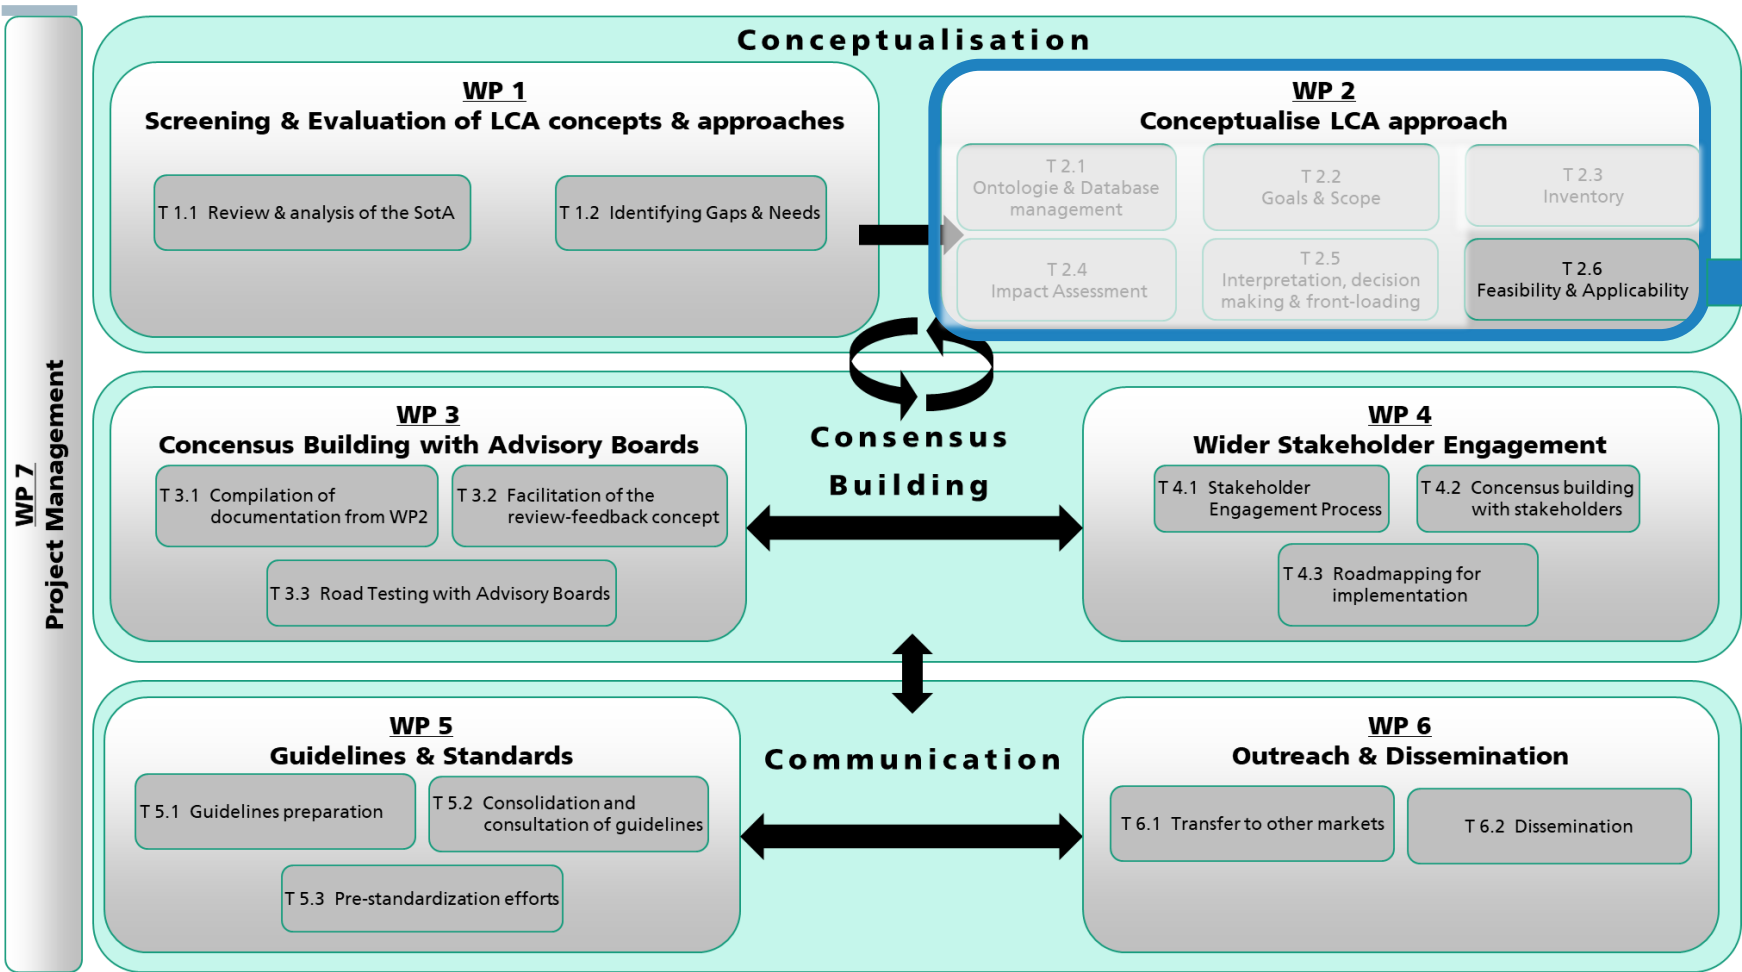 Conceptualisation
WP 1
Screening & Evaluation of LCA concepts & approaches
T 1.1 Review & analysis of the SotA
T 1.2 Identifying Gaps & Needs
WP 2
Conceptualise LCA approach
T 2.1
Ontologie & Database
management
T 2.2
Goals & Scope
T 2.3
Inventory
T 2.4
Impact Assessment
T 2.5
Interpretation, decision
making & front-loading
T 2.6
Feasibility & Applicability
WP 7
Project Management
WP 3
Concensus Building with Advisory Boards
T 3.1 Compilation of
documentation from WP2
T 3.2 Facilitation of the
review-feedback concept
T 3.3 Road Testing with Advisory Boards
Consensus
Building
WP 4
Wider Stakeholder Engagement
T 4.1 Stakeholder
Engagement Process
T 4.2 Concensus building
with stakeholders
T 4.3 Roadmapping for
implementation
WP 5
Guidelines & Standards
T 5.1 Guidelines preparation
T 5.2 Consolidation and
consultation of guidelines
T 5.3 Pre-standardization efforts
Communication
WP 6
Outreach & Dissemination
T 6.1 Transfer to other markets
T 6.2 Dissemination